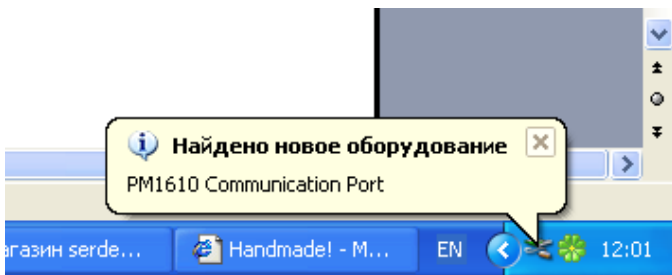 Найдено новое оборудование
PM1610 Communication Port
агазин serde...
Handmade! - M...
EN
12:01